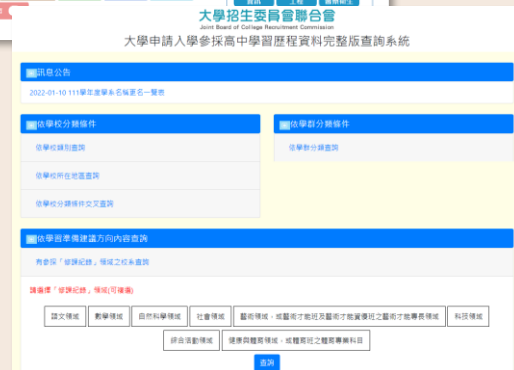 大學招生委員會聯合會
Joint Board of College Recruitment Commission
大學申請入學參採高中學習歷程資料完整版查詢系統
訊息公告
2022-01-10 111學年度學系名稱更名一覽表
依學校分類條件
依學群分類條件
依學校類別查詢
依學群分類查詢
依學校所在地區查詢
依學校分類條件交叉查詢
依學習準備建議方向內容查詢
有參採「修課紀錄」領域之校系查詢
請選擇「修課紀錄」領域(可複選)
語文領域 數學領域 自然科學領域 社會領域 藝術領域,或藝術才能班及藝術才能資優班之藝術才能專長領域 科技領域
綜合活動領域 健康與體育領域,或體育班之體育專業科目
查詢